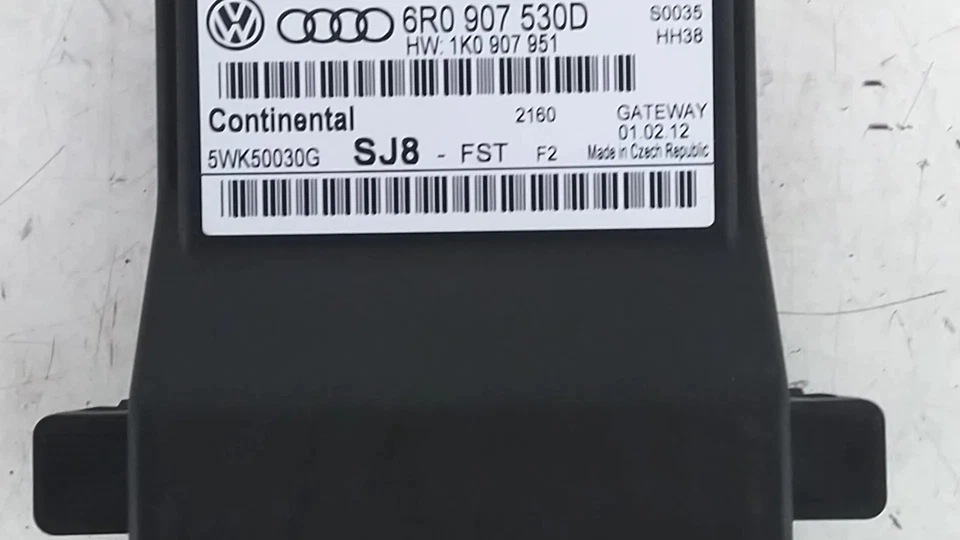 6R0 907 530D
S0035
HW: 1K0 907 951
HH38
Continental
2160
GATEWAY
01.02.12
5WK50030G SJ8 - FST F2 Made in Czech Republic